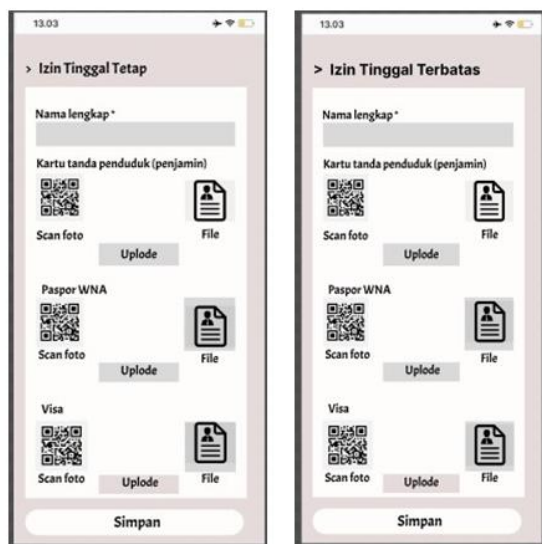 13.03
> Izin Tinggal Tetap
Nama lengkap *
Kartu tanda penduduk (penjamin)
Scan foto
File
Uplode
Paspor WNA
Scan foto
File
Uplode
Visa
Scan foto
Uplode
File
Simpan
13.03
> Izin Tinggal Terbatas
Nama lengkap *
Kartu tanda penduduk (penjamin)
Scan foto
File
Uplode
Paspor WNA
Scan foto
File
Uplode
Visa
Scan foto
Uplode
File
Simpan